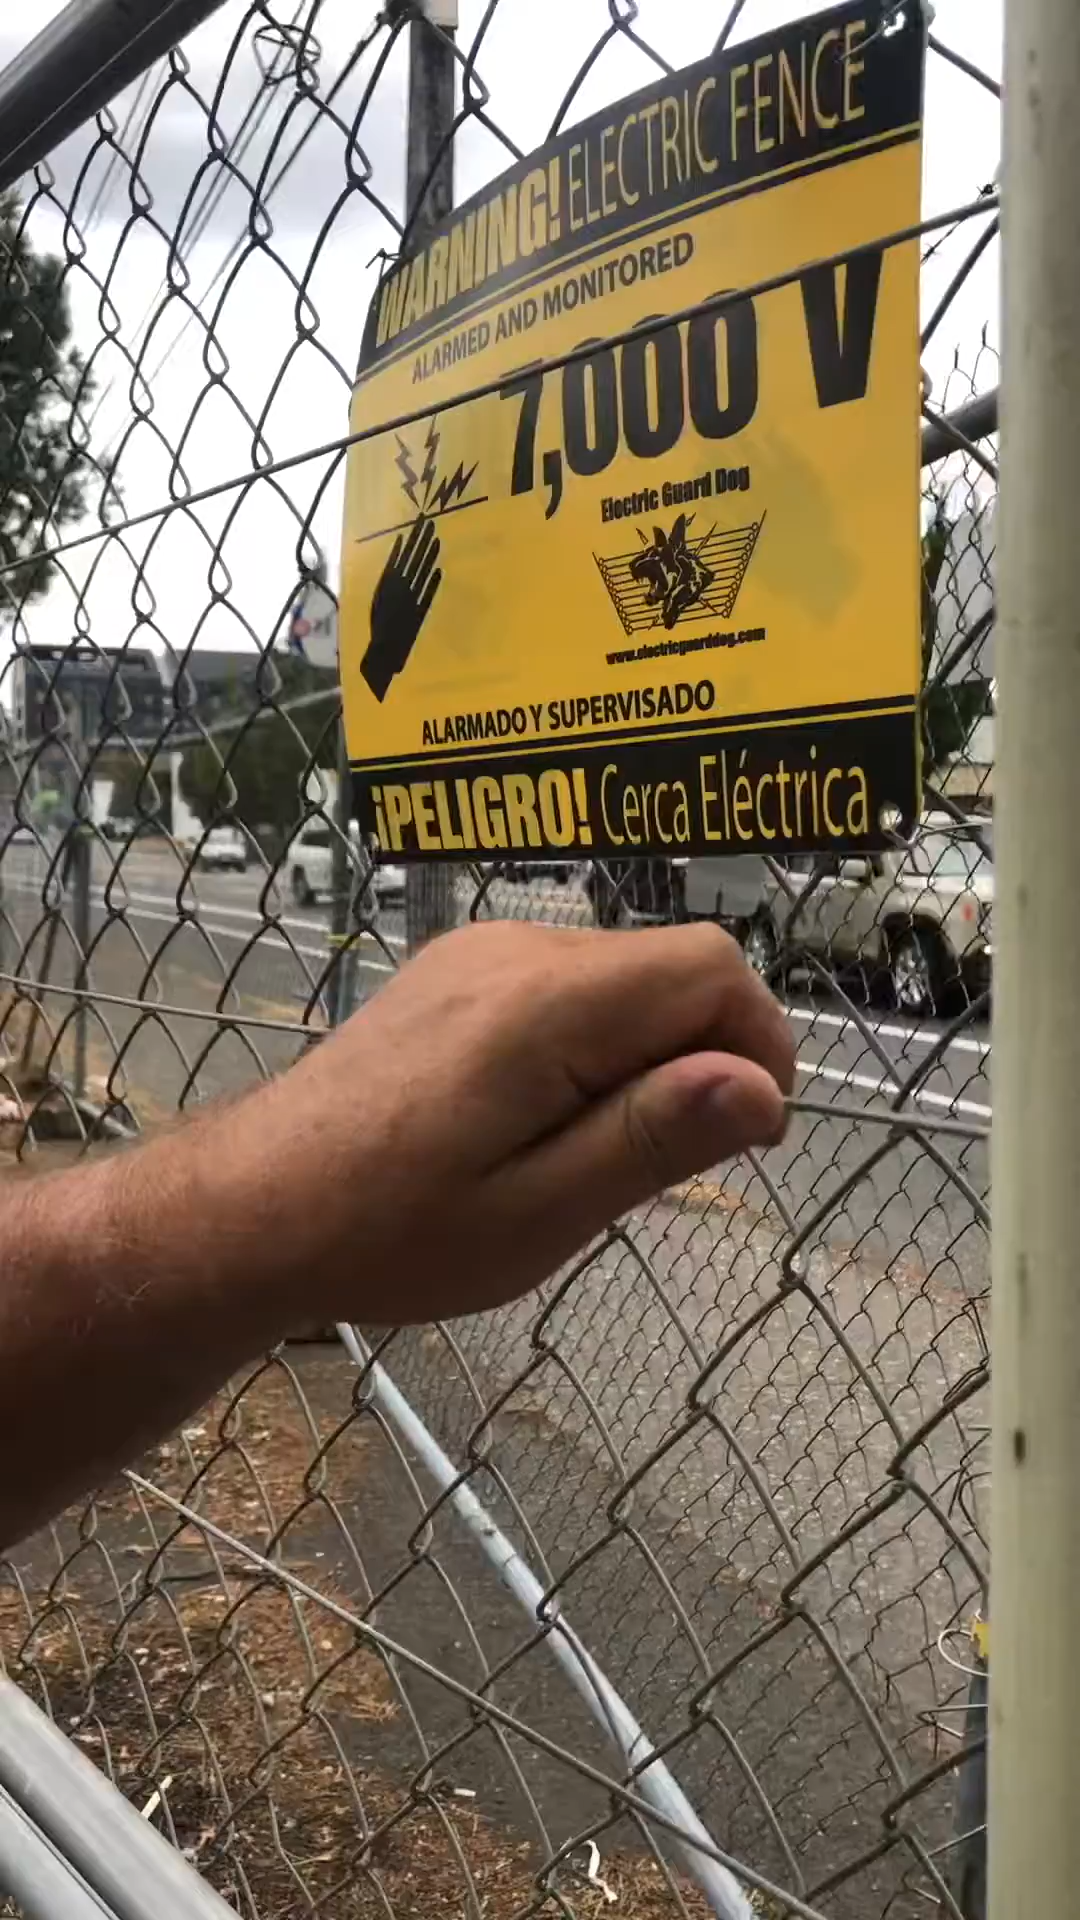 WARNING! ELECTRIC FENCE
ALARMED AND MONITORED
7,000 V
Electric Guard Dog
www.electricguarddog.com
ALARMADO Y SUPERVISADO
¡PELIGRO! Cerca Eléctrica